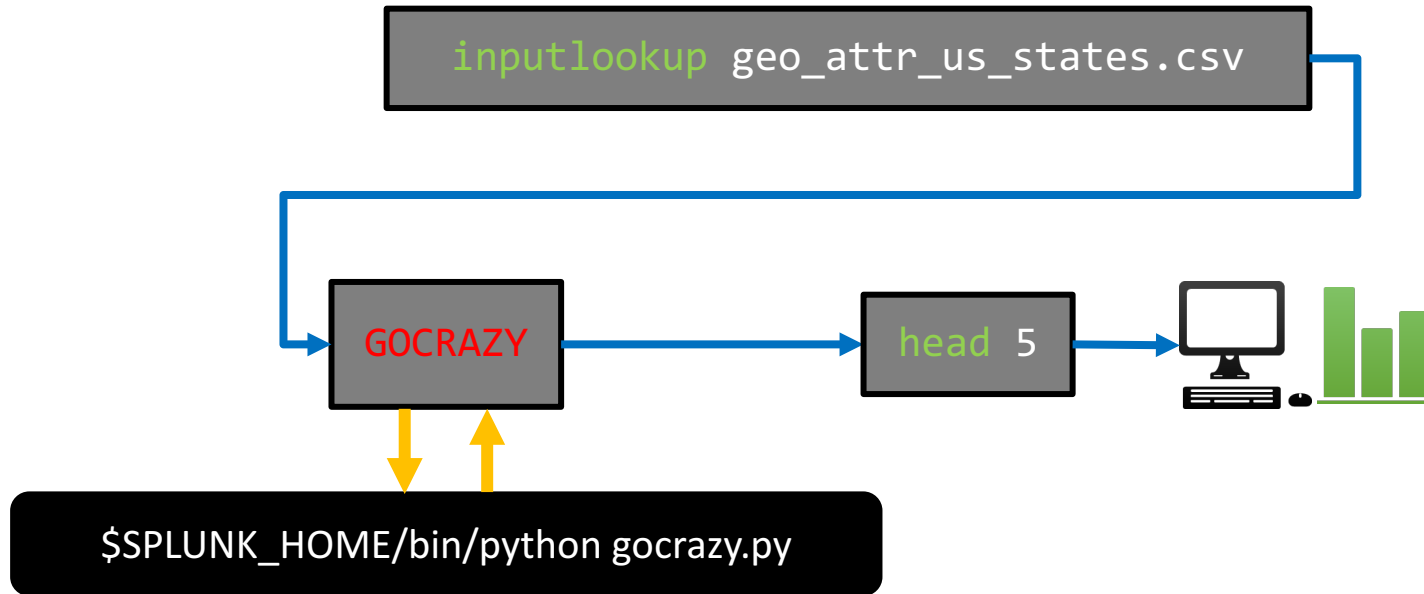 inputlookup geo_attr_us_states.csv
GOCRAZY
head 5
$SPLUNK_HOME/bin/python gocrazy.py